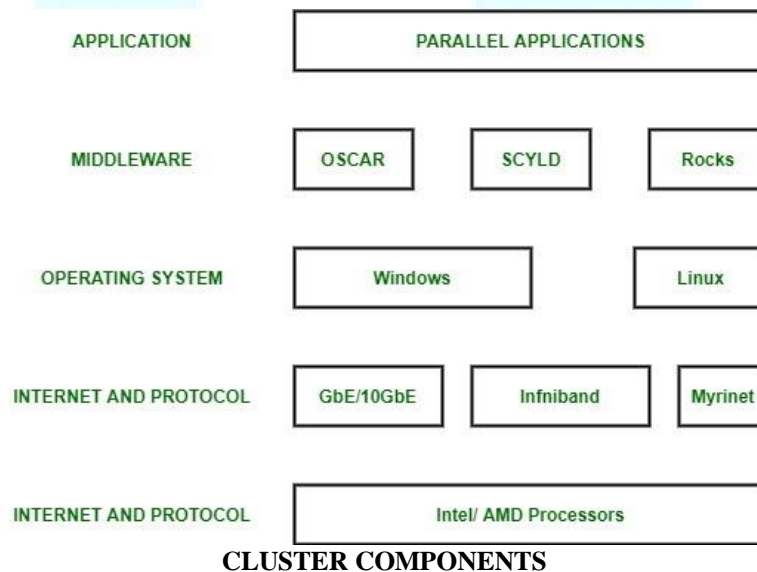 APPLICATION PARALLEL APPLICATIONS
MIDDLEWARE OSCAR SCYLD Rocks
OPERATING SYSTEM Windows Linux
INTERNET AND PROTOCOL GbE/10GbE Infniband Myrinet
INTERNET AND PROTOCOL Intel/ AMD Processors
CLUSTER COMPONENTS